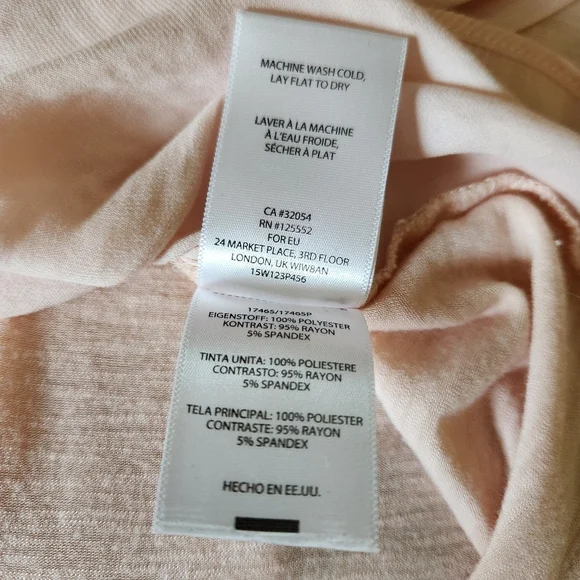 MACHINE WASH COLD,
LAY FLAT TO DRY
LAVER À LA MACHINE
À L'EAU FROIDE,
SÉCHER À PLAT
CA #32054
RN #125552
FOR EU
24 MARKET PLACE, 3RD FLOOR
LONDON, UK WIW8AN
15W123P456
17465/17465P
EIGENSTOFF: 100% POLYESTER
KONTRAST: 95% RAYON
5% SPANDEX
TINTA UNITA: 100% POLIESTERE
CONTRASTO: 95% RAYON
5% SPANDEX
TELA PRINCIPAL: 100% POLIESTER
CONTRASTE: 95% RAYON
5% SPANDEX
HECHO EN EE.UU.